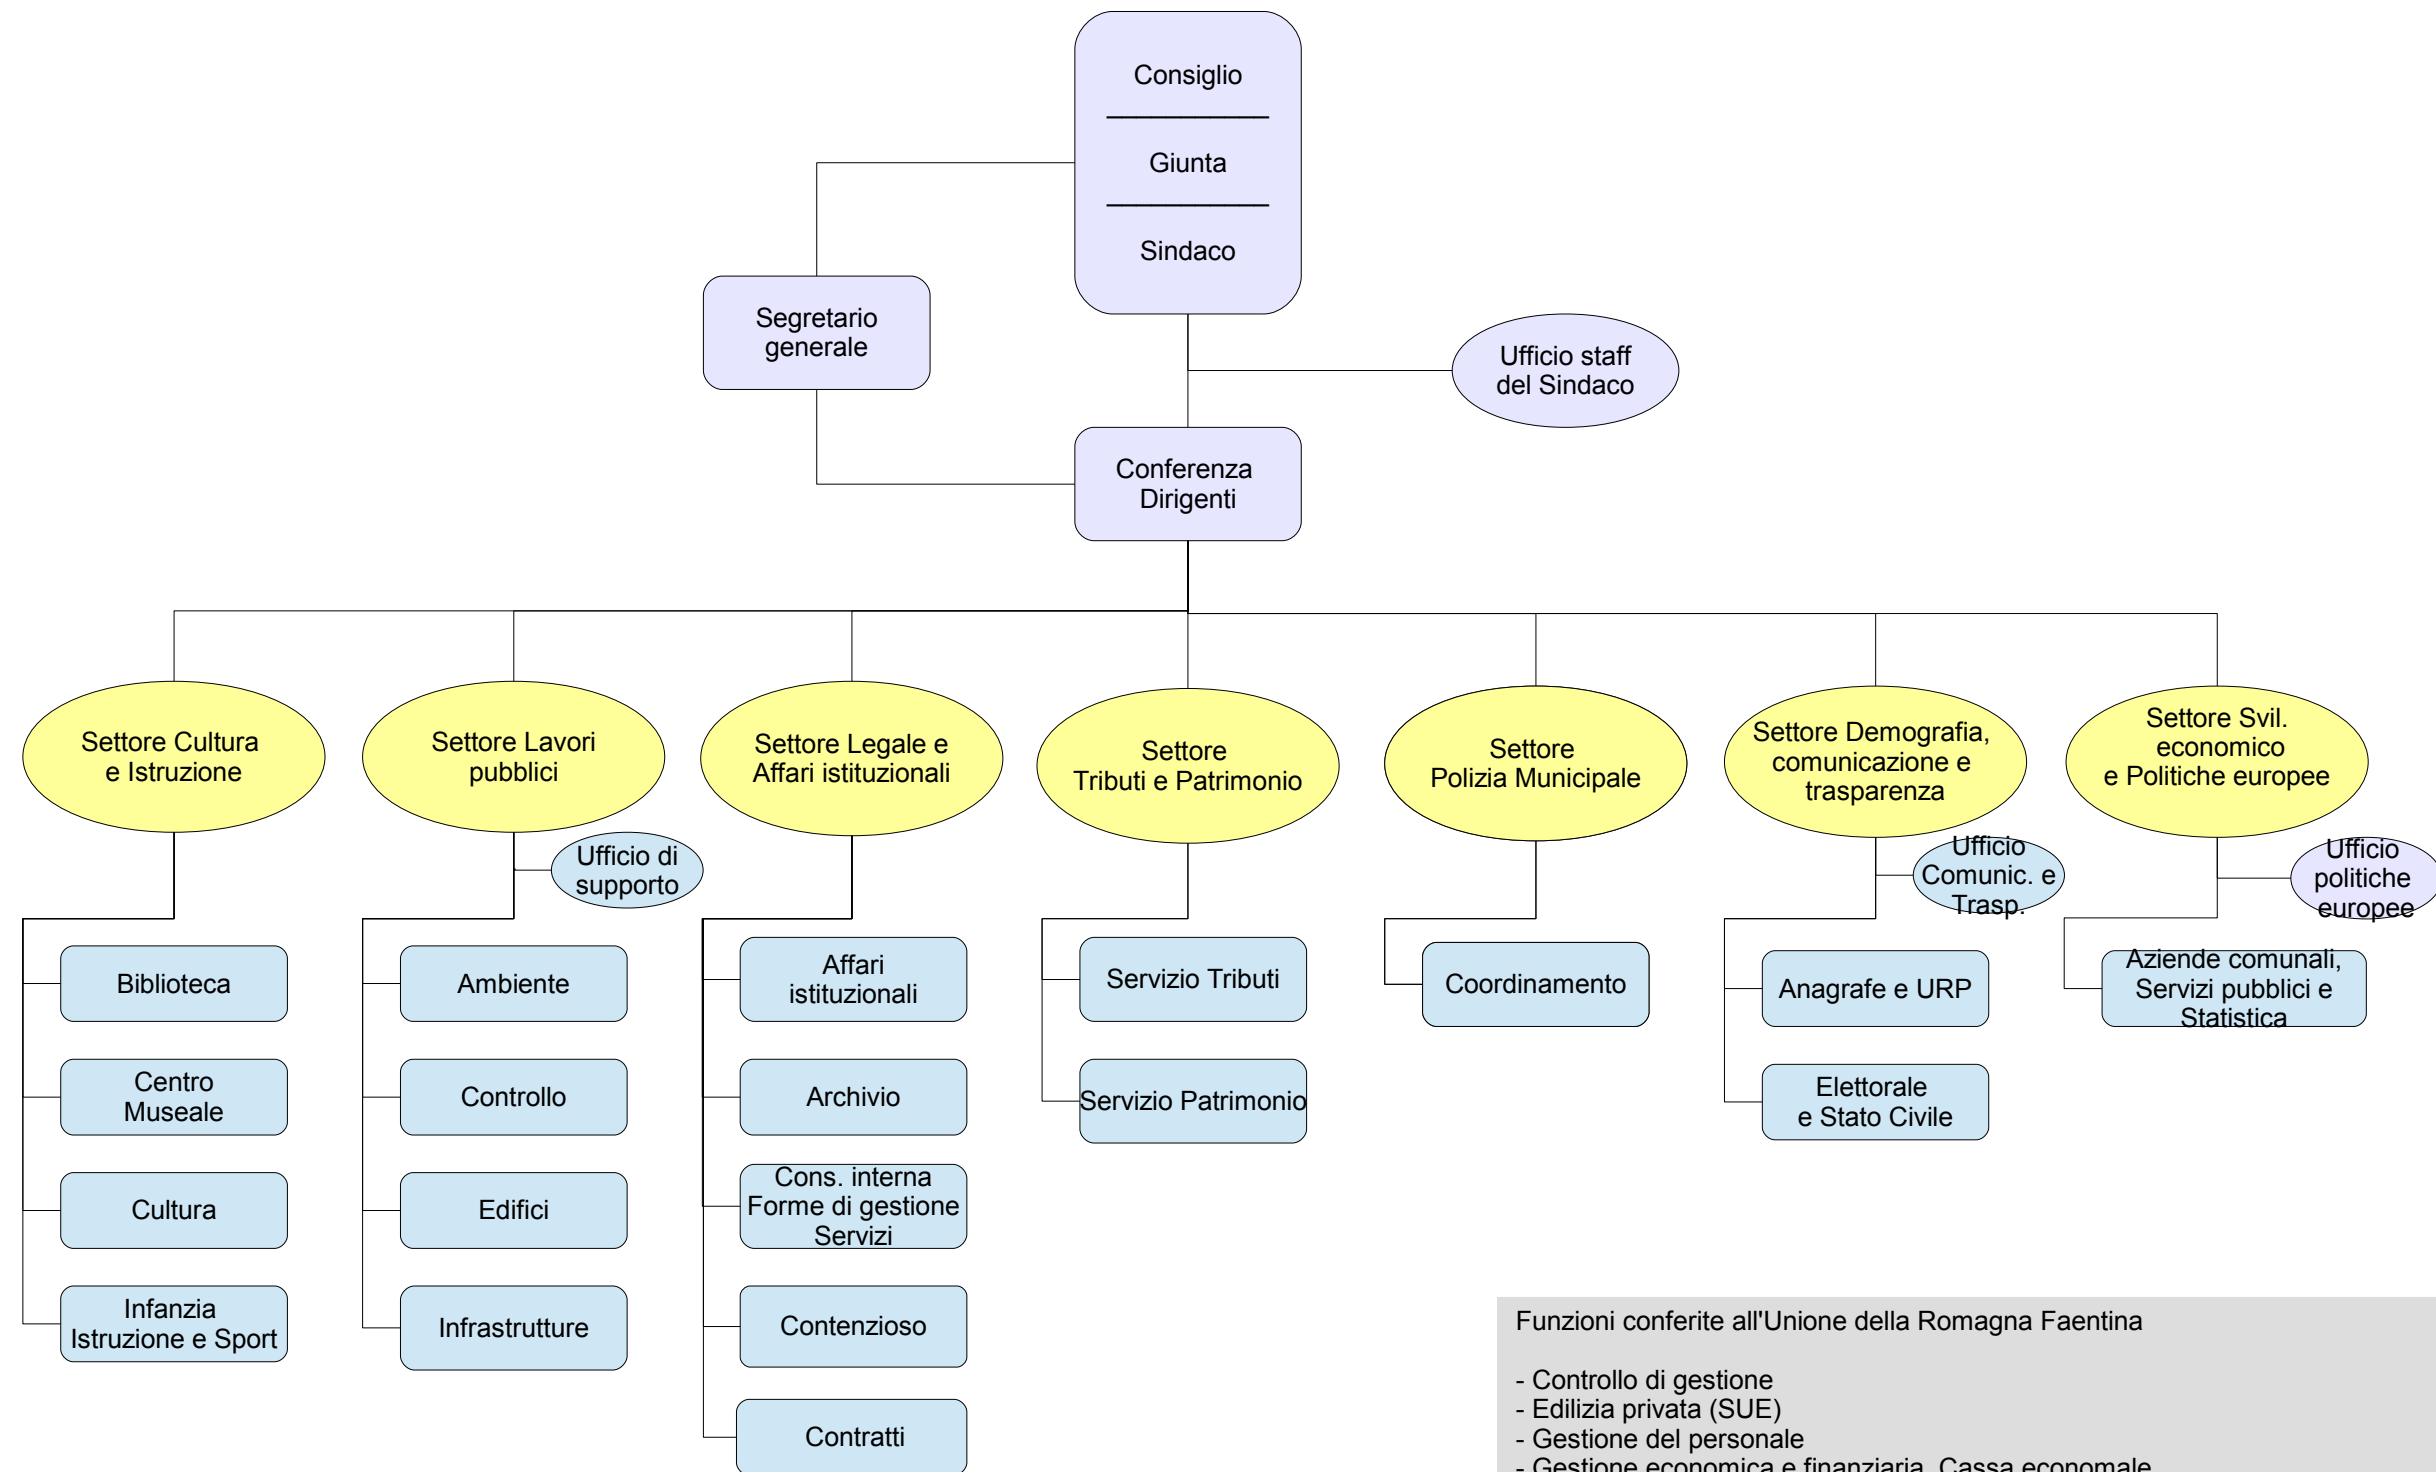 Consiglio
Giunta
Sindaco
Segretario
generale
Ufficio staff
del Sindaco
Conferenza
Dirigenti
Settore Cultura
e Istruzione
Settore Lavori
pubblici
Settore Legale e
Affari istituzionali
Settore
Tributi e Patrimonio
Settore
Polizia Municipale
Settore Demografia,
comunicazione e
trasparenza
Settore Svil.
economico
e Politiche europee
Ufficio di
supporto
Ufficio
Comunic. e
Trasp.
Ufficio
politiche
europee
Biblioteca
Centro
Museale
Cultura
Infanzia
Istruzione e Sport
Ambiente
Controllo
Edifici
Infrastrutture
Affari
istituzionali
Archivio
Cons. interna
Forme di gestione
Servizi
Contenzioso
Contratti
Servizio Tributi
Servizio Patrimonio
Coordinamento
Anagrafe e URP
Elettorale
e Stato Civile
Aziende comunali,
Servizi pubblici e
Statistica
Funzioni conferite all'Unione della Romagna Faentina
- Controllo di gestione
- Edilizia privata (SUE)
- Gestione del personale
- Gestione economica e finanziaria, Cassa economale